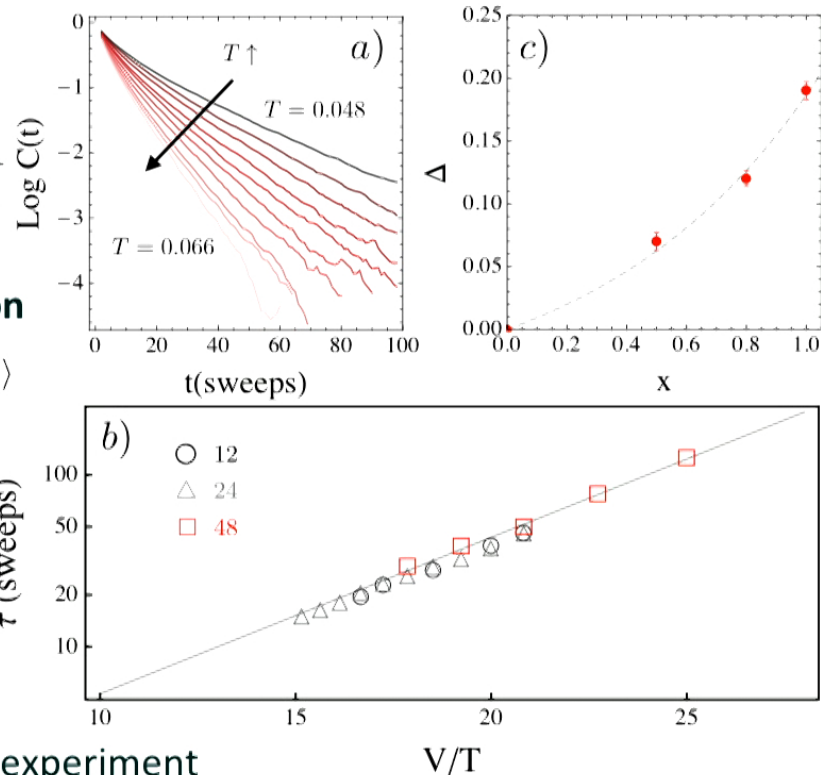 a)
T ↑
T = 0.048
T = 0.066
Log C(t)
0
−1
−2
−3
−4
0 20 40 60 80 100
t(sweeps)
c)
Δ
0.25
0.20
0.15
0.10
0.05
0.00
0.0 0.2 0.4 0.6 0.8 1.0
x
on
⟩
b)
12
24
48
τ (sweeps)
100
50
20
10
10 15 20 25
V/T
experiment